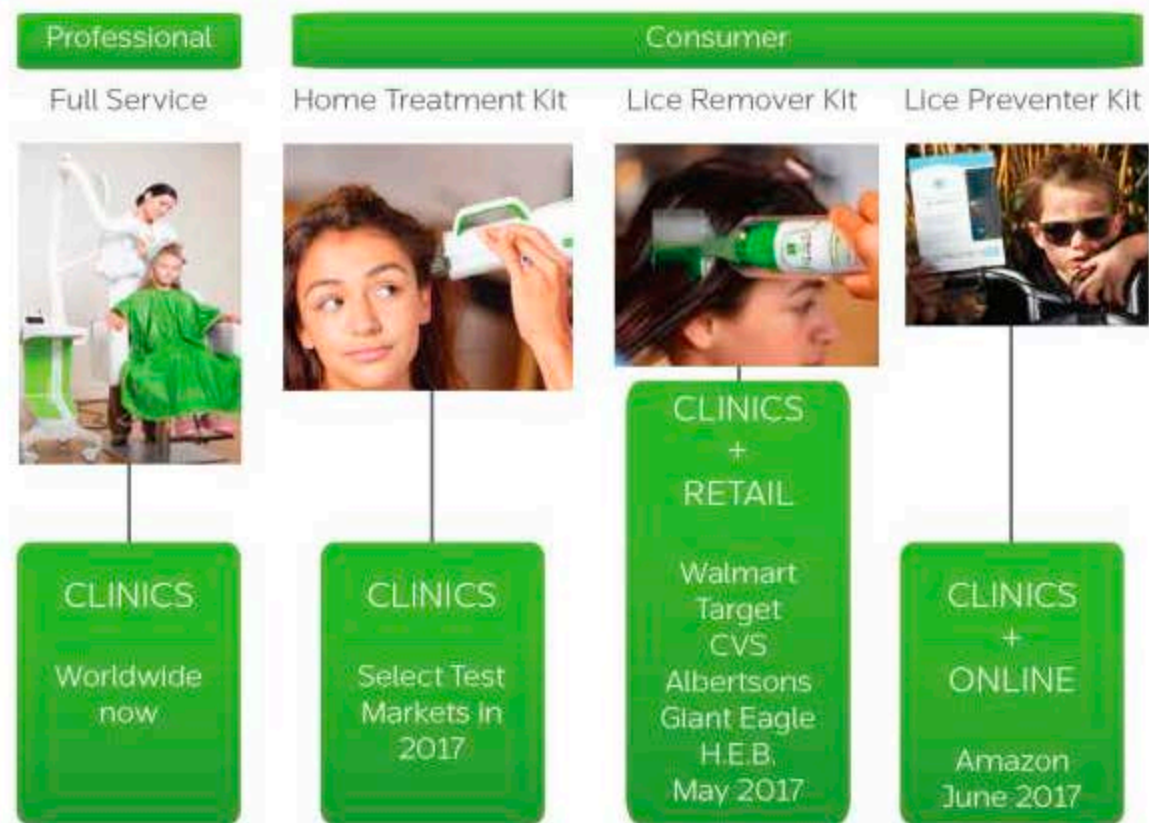 Professional
Consumer
Full Service
Home Treatment Kit
Lice Remover Kit
Lice Preventer Kit
CLINICS
Worldwide
now
CLINICS
Select Test
Markets in
2017
CLINICS
+
RETAIL
Walmart
Target
CVS
Albertsons
Giant Eagle
H.E.B.
May 2017
CLINICS
+
ONLINE
Amazon
June 2017